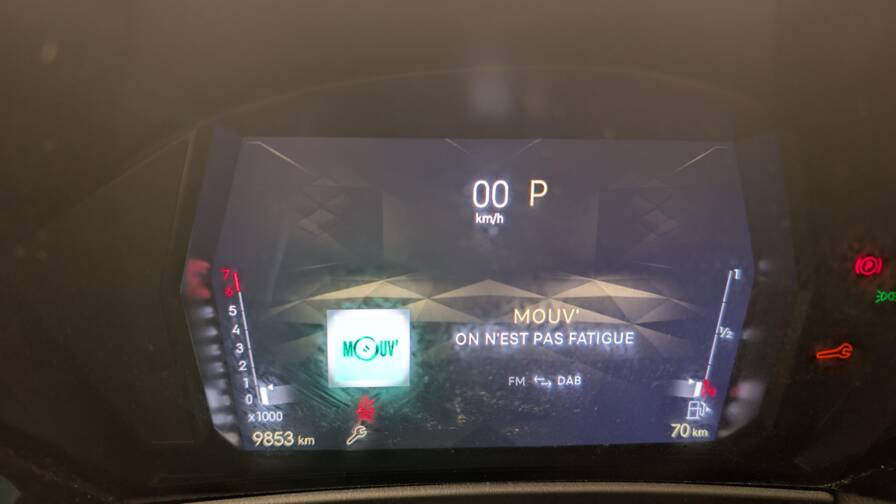 00 P
km/h
7
6
5
4
3
2
1
0
x1000
1
1/2
MOUV'
MOUV'
ON N'EST PAS FATIGUE
FM DAB
9853 km
70 km
P